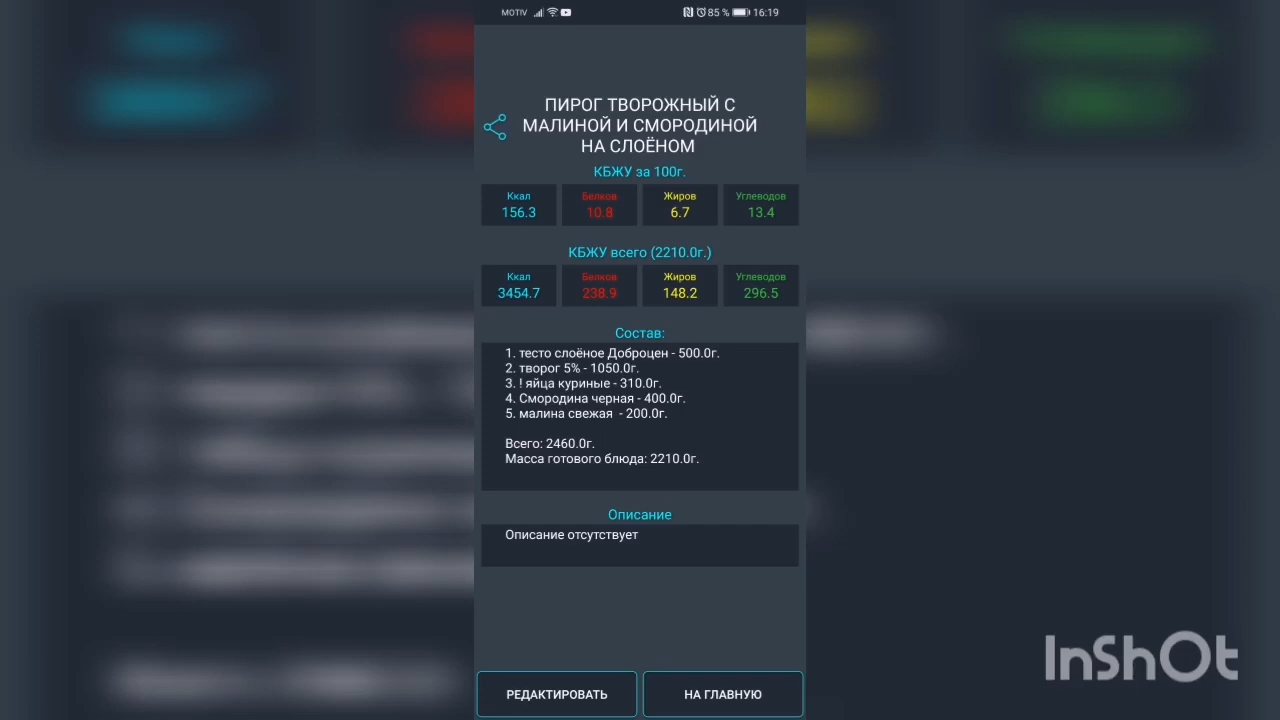 MOTIV 85 % 16:19
ПИРОГ ТВОРОЖНЫЙ С
МАЛИНОЙ И СМОРОДИНОЙ
НА СЛОЁНОМ
КБЖУ за 100г.
Ккал Белков Жиров Углеводов
156.3 10.8 6.7 13.4
КБЖУ всего (2210.0г.)
Ккал Белков Жиров Углеводов
3454.7 238.9 148.2 296.5
Состав:
1. тесто слоёное Доброцен - 500.0г.
2. творог 5% - 1050.0г.
3. ! яйца куриные - 310.0г.
4. Смородина черная - 400.0г.
5. малина свежая - 200.0г.
Всего: 2460.0г.
Масса готового блюда: 2210.0г.
Описание
Описание отсутствует
РЕДАКТИРОВАТЬ НА ГЛАВНУЮ
InShOt